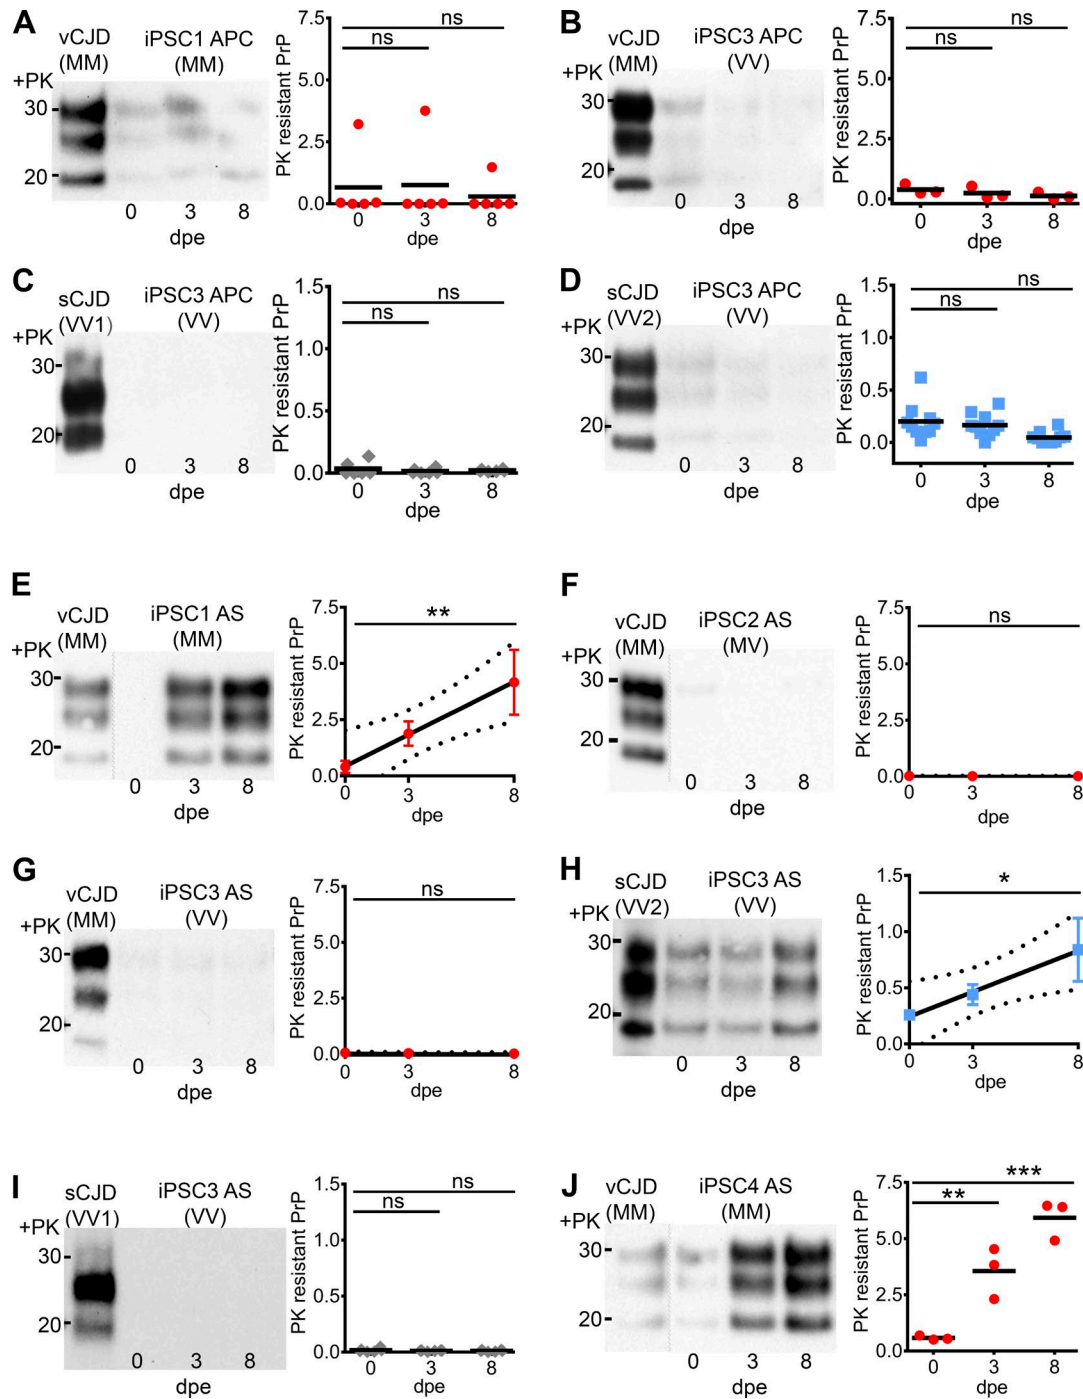 A
vCJD
(MM)
iPSC1 APC
(MM)
+PK
30
20
0 3 8
dpe
PK resistant PrP
7.5
5.0
2.5
0.0
ns
ns
0 3 8
dpe
B
vCJD
(MM)
iPSC3 APC
(VV)
+PK
30
20
0 3 8
dpe
PK resistant PrP
7.5
5.0
2.5
0.0
ns
ns
0 3 8
dpe
C
sCJD
(VV1)
iPSC3 APC
(VV)
+PK
30
20
0 3 8
dpe
PK resistant PrP
1.5
1.0
0.5
0.0
ns
ns
0 3 8
dpe
D
sCJD
(VV2)
iPSC3 APC
(VV)
+PK
30
20
0 3 8
dpe
PK resistant PrP
1.5
1.0
0.5
0.0
ns
ns
0 3 8
dpe
E
vCJD
(MM)
iPSC1 AS
(MM)
+PK
30
20
0 3 8
dpe
PK resistant PrP
7.5
5.0
2.5
0.0
**
0 3 8
dpe
F
vCJD
(MM)
iPSC2 AS
(MV)
+PK
30
20
0 3 8
dpe
PK resistant PrP
7.5
5.0
2.5
0.0
ns
0 3 8
dpe
G
vCJD
(MM)
iPSC3 AS
(VV)
+PK
30
20
0 3 8
dpe
PK resistant PrP
7.5
5.0
2.5
0.0
ns
0 3 8
dpe
H
sCJD
(VV2)
iPSC3 AS
(VV)
+PK
30
20
0 3 8
dpe
PK resistant PrP
1.5
1.0
0.5
0.0
*
0 3 8
dpe
I
sCJD
(VV1)
iPSC3 AS
(VV)
+PK
30
20
0 3 8
dpe
PK resistant PrP
1.5
1.0
0.5
0.0
ns
ns
0 3 8
dpe
J
vCJD
(MM)
iPSC4 AS
(MM)
+PK
30
20
0 3 8
dpe
PK resistant PrP
7.5
5.0
2.5
0.0
***
**
0 3 8
dpe